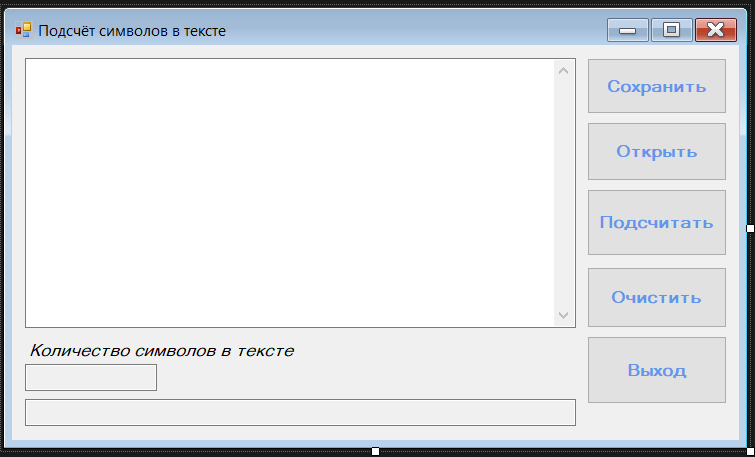 Подсчёт символов в тексте
Сохранить
Открыть
Подсчитать
Очистить
Выход
Количество символов в тексте